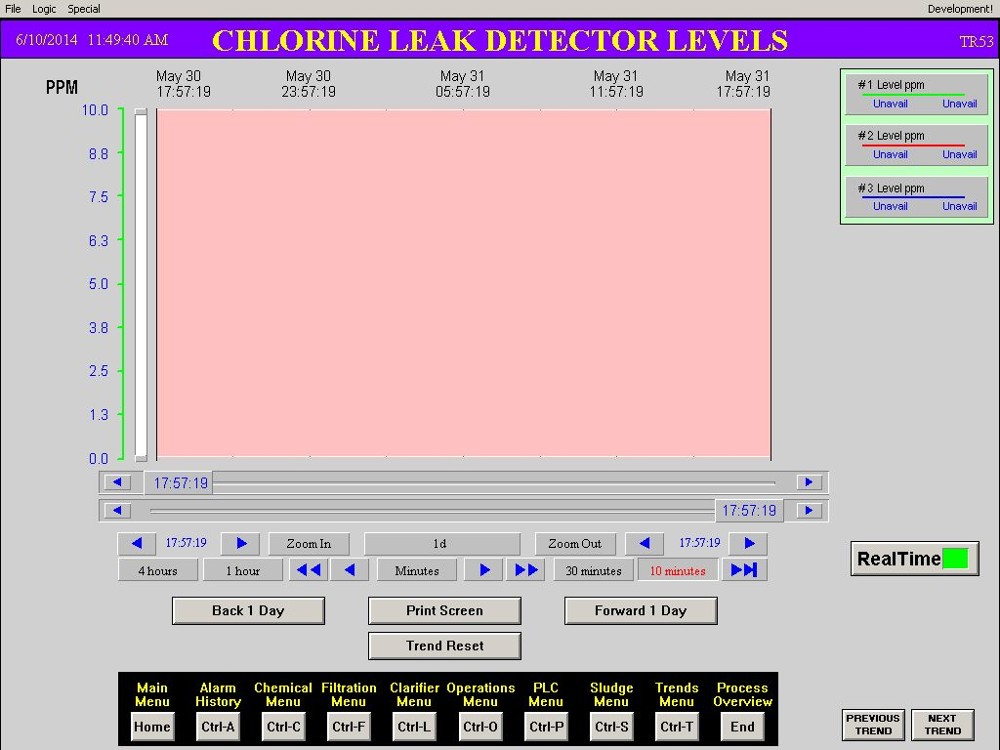 File Logic Special Development!
6/10/2014 11:49:40 AM CHLORINE LEAK DETECTOR LEVELS TR53
May 30 May 30 May 31 May 31 May 31
17:57:19 23:57:19 05:57:19 11:57:19 17:57:19
PPM
10.0
8.8
7.5
6.3
5.0
3.8
2.5
1.3
0.0
#1 Level ppm
Unavail Unavail
#2 Level ppm
Unavail Unavail
#3 Level ppm
Unavail Unavail
17:57:19
17:57:19
17:57:19 Zoom In 1d Zoom Out 17:57:19
4 hours 1 hour Minutes 30 minutes 10 minutes
RealTime
Back 1 Day Print Screen Forward 1 Day
Trend Reset
Main Alarm Chemical Filtration Clarifier Operations PLC Sludge Trends Process
Menu History Menu Menu Menu Menu Menu Menu Menu Overview
Home Ctrl-A Ctrl-C Ctrl-F Ctrl-L Ctrl-O Ctrl-P Ctrl-S Ctrl-T End
PREVIOUS NEXT
TREND TREND